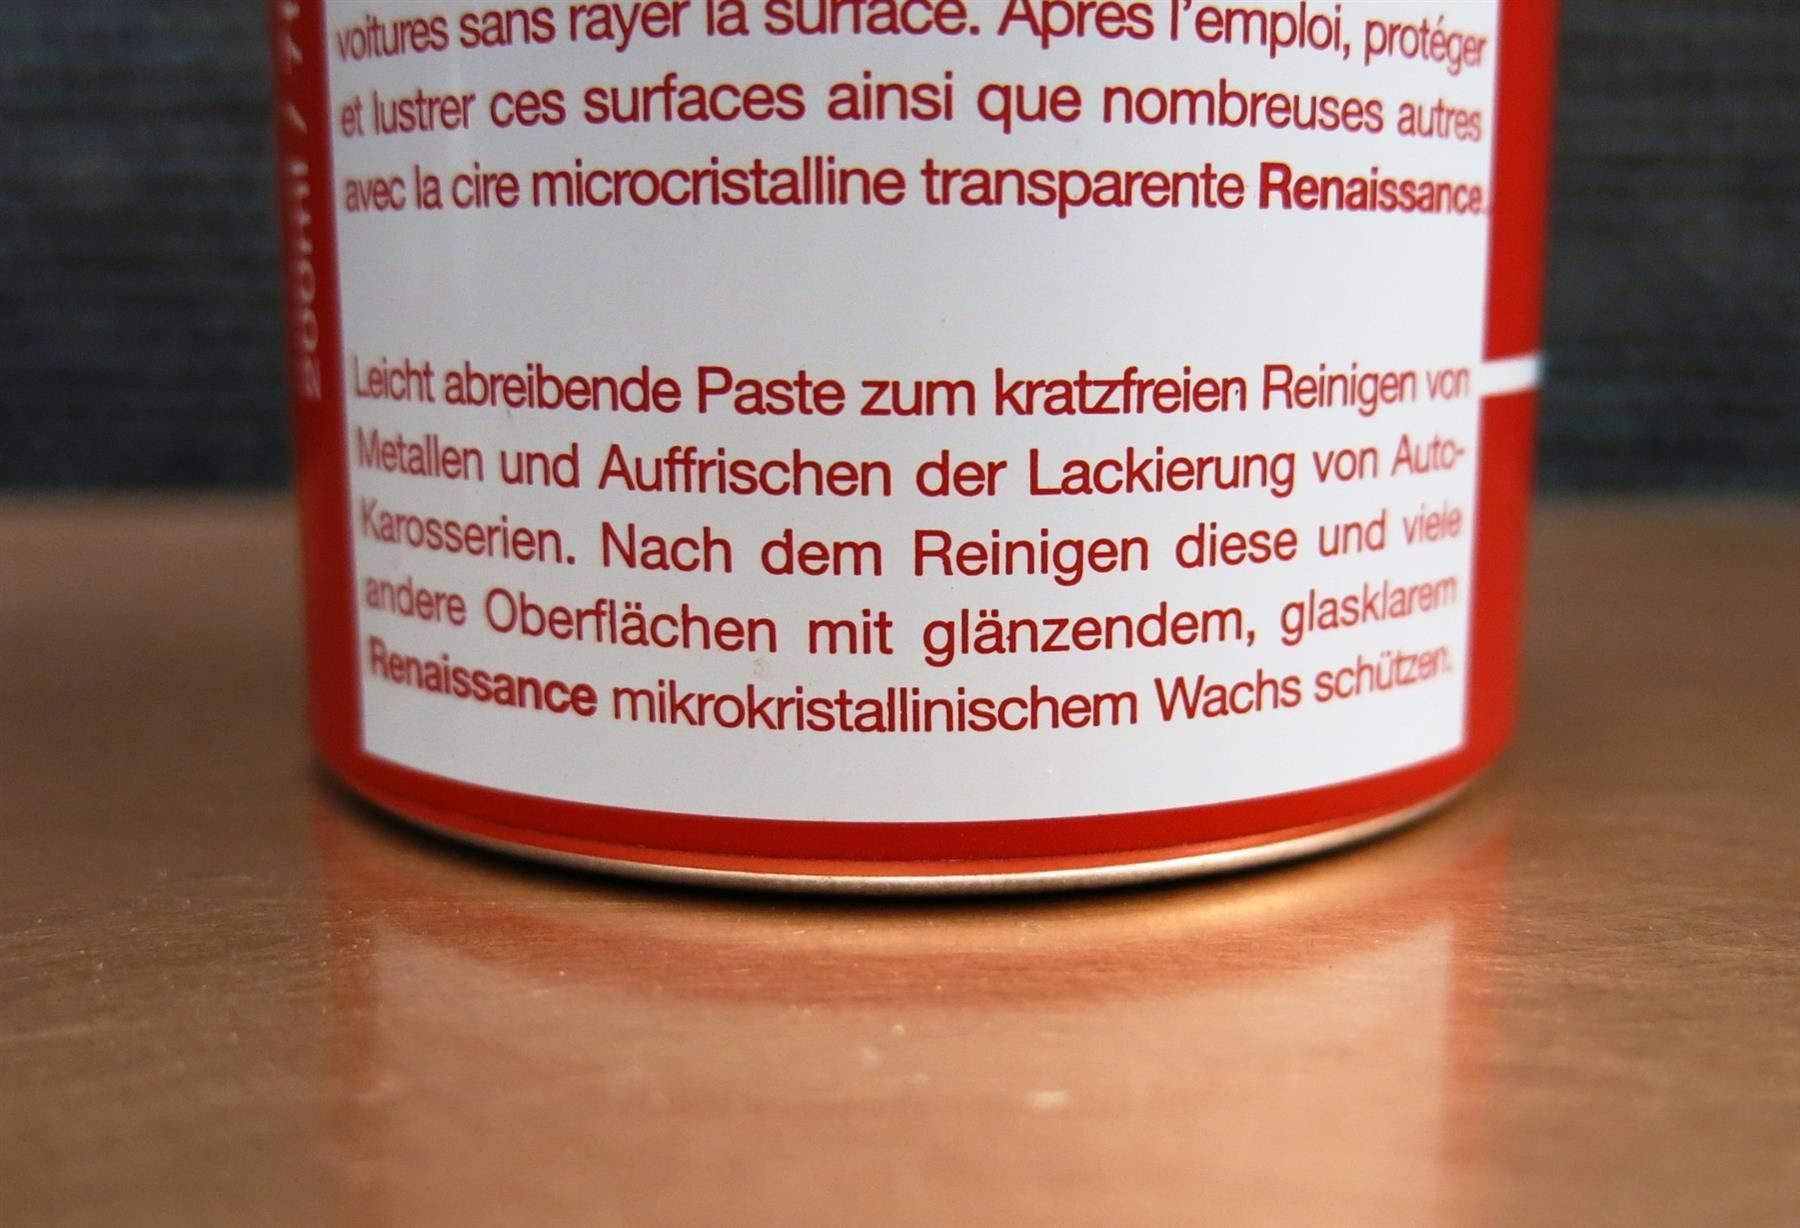 voitures sans rayer la surface. Après l'emploi, protéger
et lustrer ces surfaces ainsi que nombreuses autres
avec la cire microcristalline transparente Renaissance.
Leicht abreibende Paste zum kratzfreien Reinigen von
Metallen und Auffrischen der Lackierung von Auto-
Karosserien. Nach dem Reinigen diese und viele
andere Oberflächen mit glänzendem, glasklarem
Renaissance mikrokristallinischem Wachs schützen.
200ml /